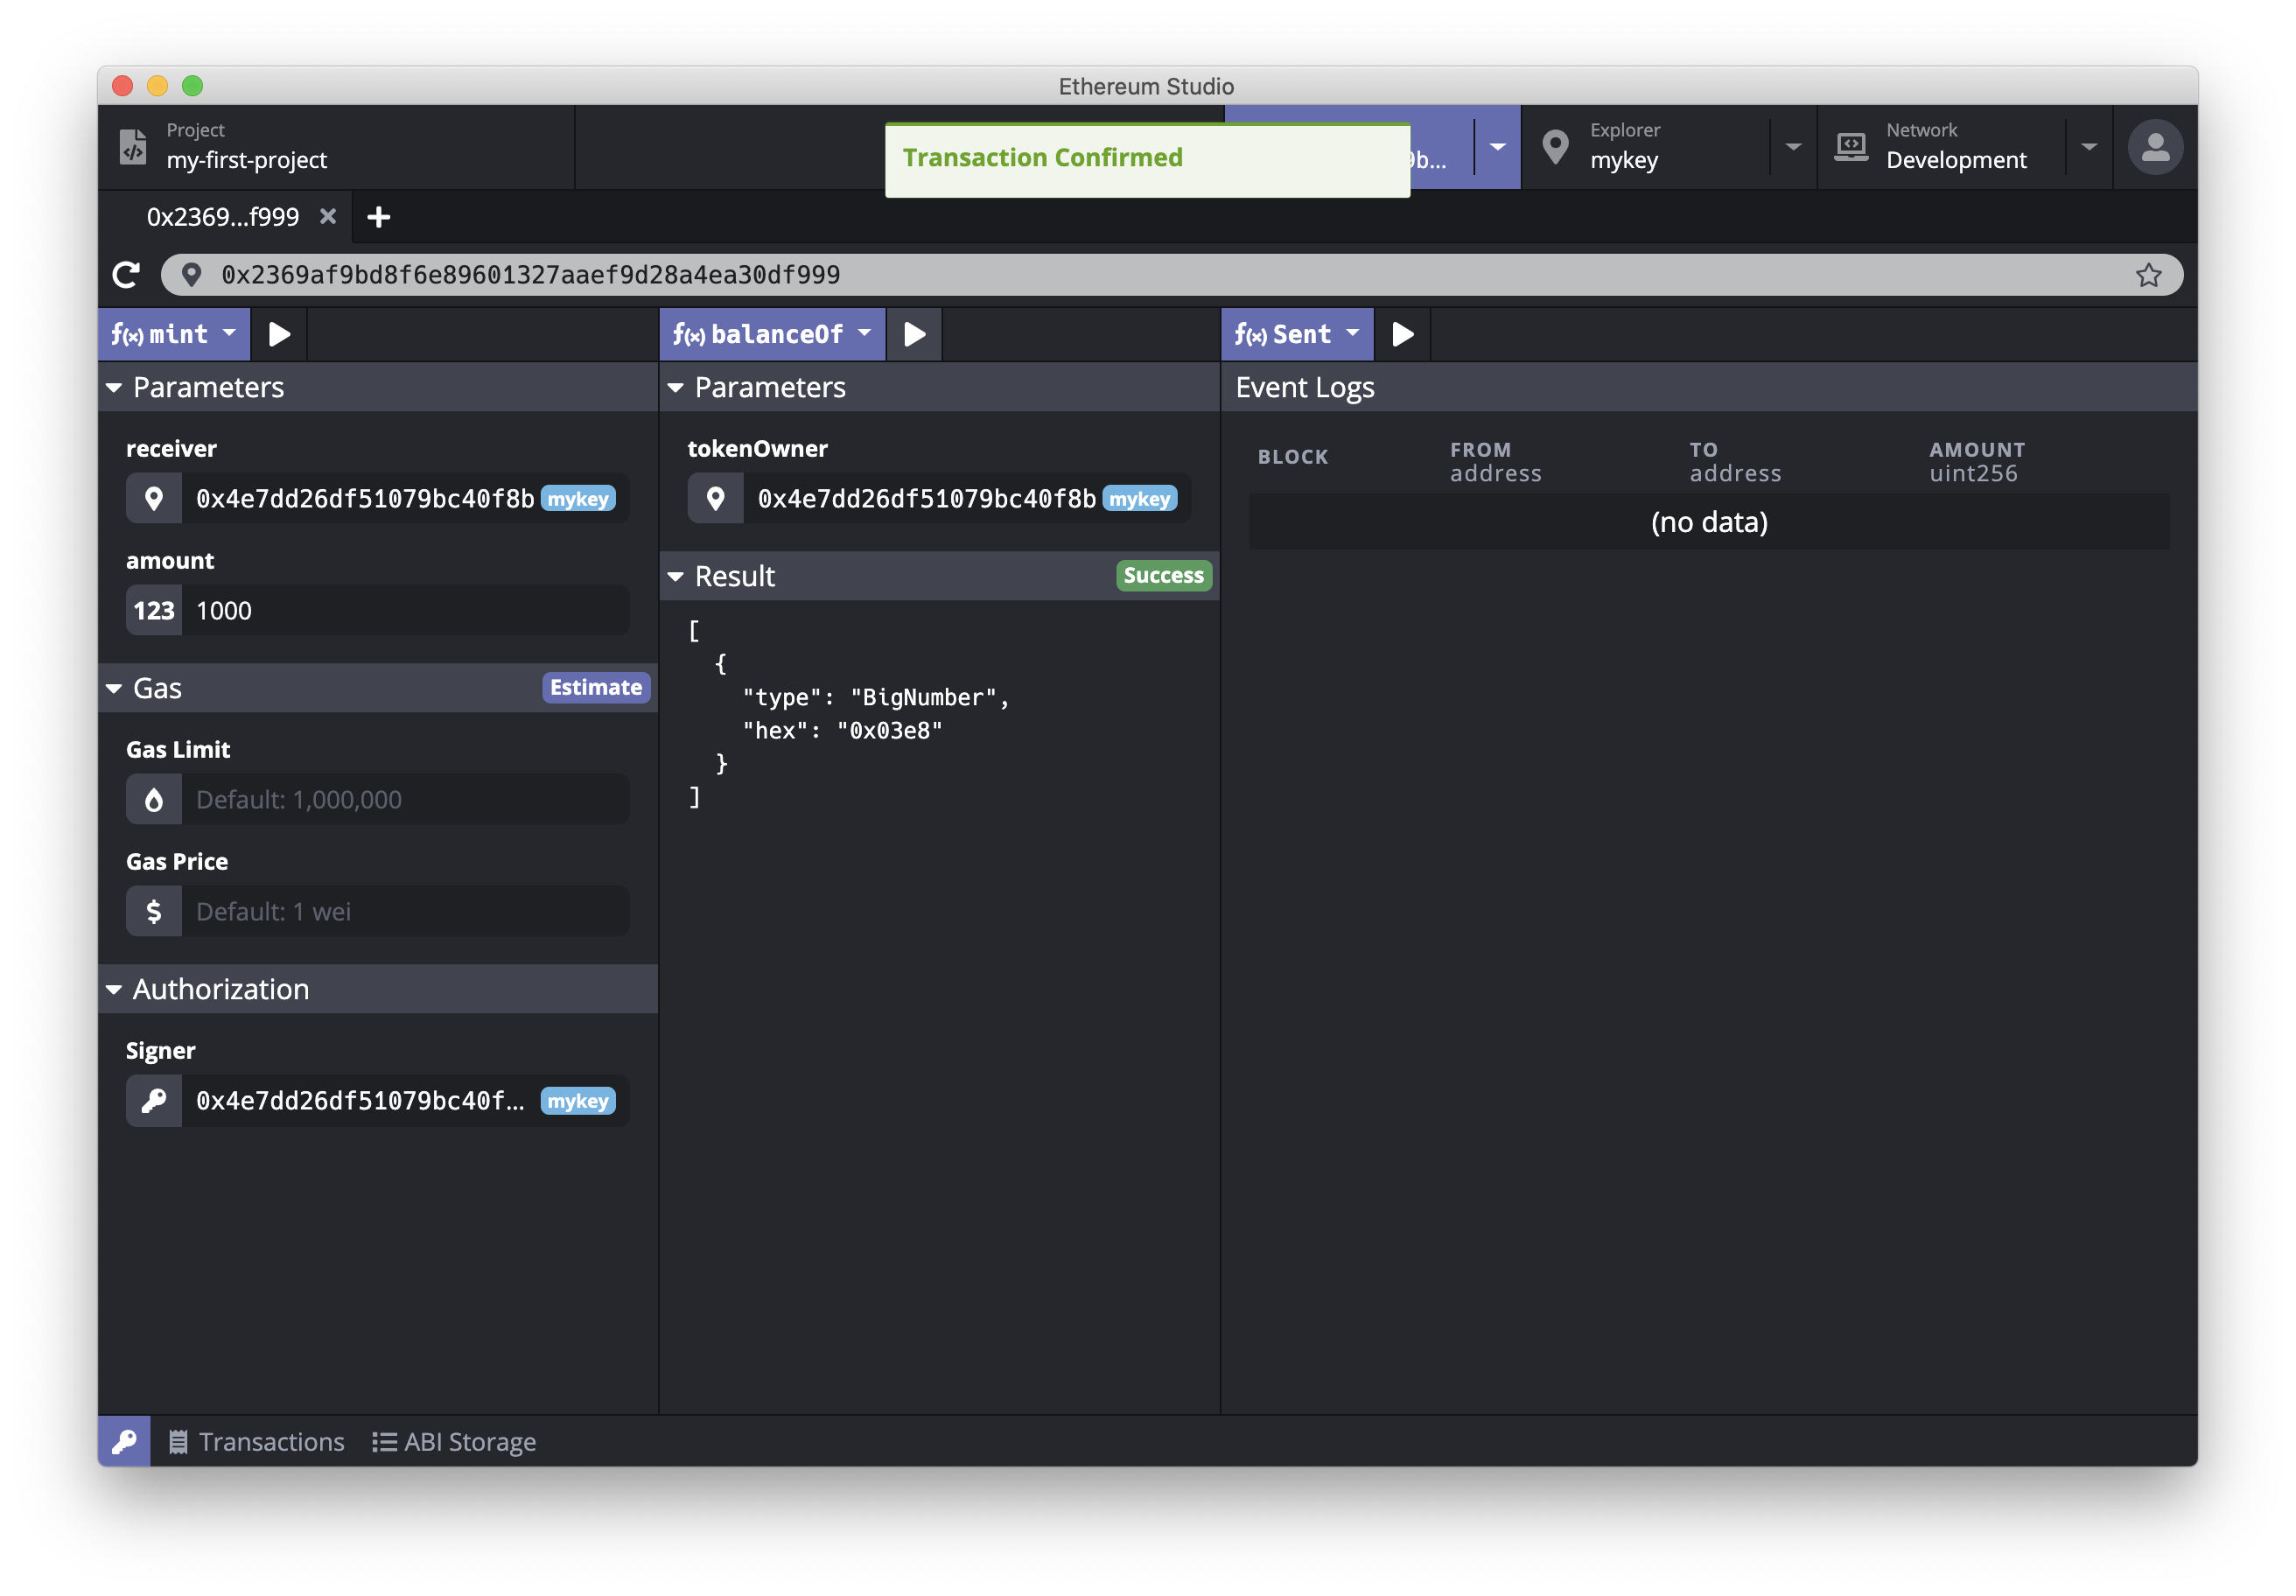 Ethereum Studio
Project
my-first-project
Transaction Confirmed
Explorer
mykey
Network
Development
0x2369...f999
0x2369af9bd8f6e89601327aaef9d28a4ea30df999
f(x) mint
f(x) balanceOf
f(x) Sent
Parameters
receiver
0x4e7dd26df51079bc40f8b mykey
amount
123 1000
Gas Estimate
Gas Limit
Default: 1,000,000
Gas Price
$ Default: 1 wei
Authorization
Signer
0x4e7dd26df51079bc40f... mykey
Parameters
tokenOwner
0x4e7dd26df51079bc40f8b mykey
Result Success
[
{
"type": "BigNumber",
"hex": "0x03e8"
}
]
Event Logs
BLOCK FROM TO AMOUNT
address address uint256
(no data)
Transactions ABI Storage